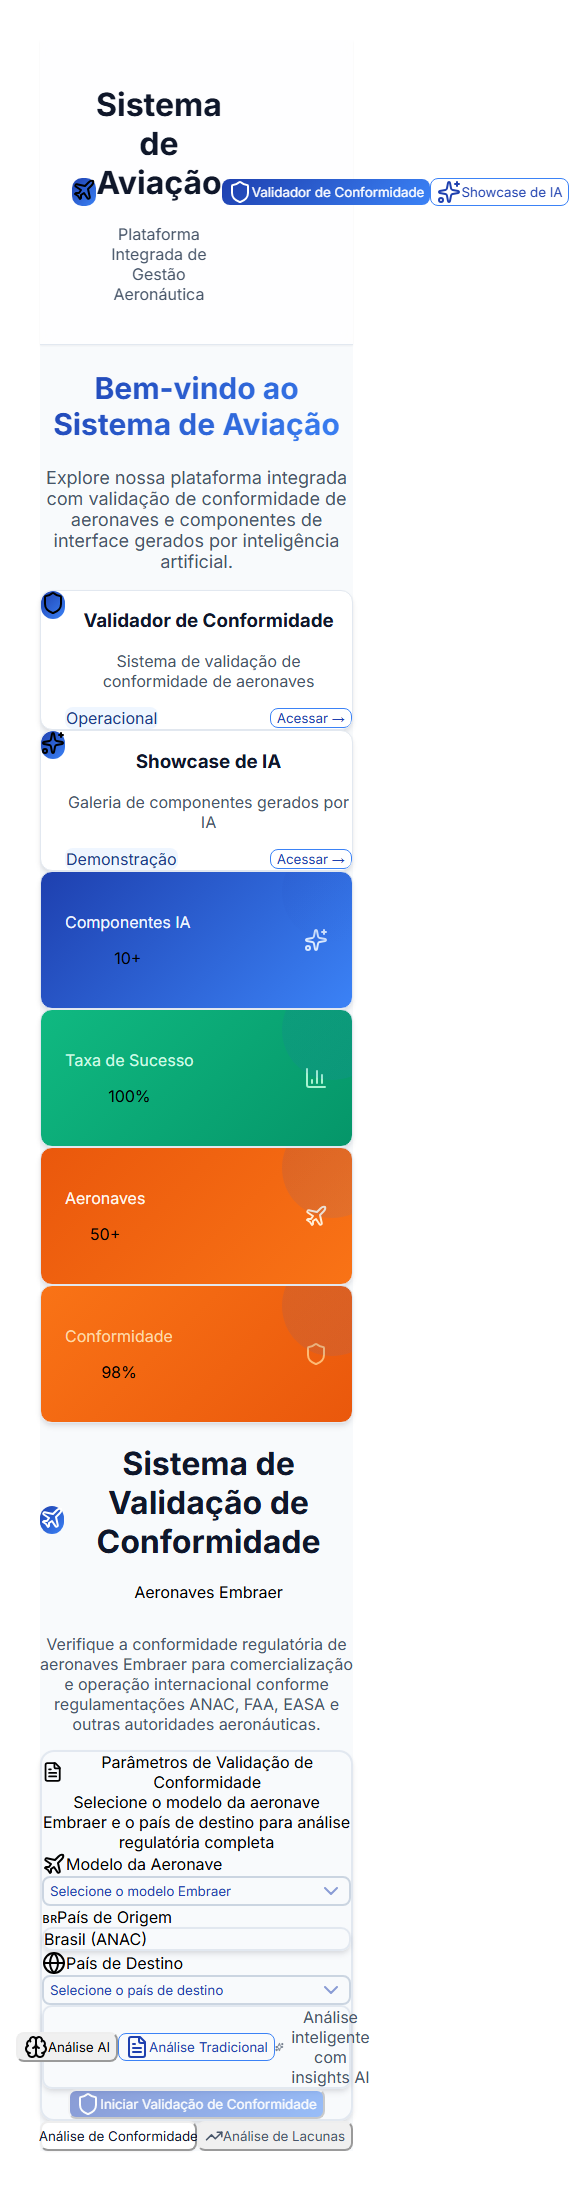 Sistema
de
Aviação
Validador de Conformidade
Showcase de IA
Plataforma
Integrada de
Gestão
Aeronáutica
Bem-vindo ao
Sistema de Aviação
Explore nossa plataforma integrada
com validação de conformidade de
aeronaves e componentes de
interface gerados por inteligência
artificial.
Validador de Conformidade
Sistema de validação de
conformidade de aeronaves
Operacional
Acessar →
Showcase de IA
Galeria de componentes gerados por
IA
Demonstração
Acessar →
Componentes IA
10+
Taxa de Sucesso
100%
Aeronaves
50+
Conformidade
98%
Sistema de
Validação de
Conformidade
Aeronaves Embraer
Verifique a conformidade regulatória de
aeronaves Embraer para comercialização
e operação internacional conforme
regulamentações ANAC, FAA, EASA e
outras autoridades aeronáuticas.
Parâmetros de Validação de
Conformidade
Selecione o modelo da aeronave
Embraer e o país de destino para análise
regulatória completa
Modelo da Aeronave
Selecione o modelo Embraer
BR País de Origem
Brasil (ANAC)
País de Destino
Selecione o país de destino
Análise AI
Análise Tradicional
Análise
inteligente
com
insights AI
Iniciar Validação de Conformidade
Análise de Conformidade
Análise de Lacunas